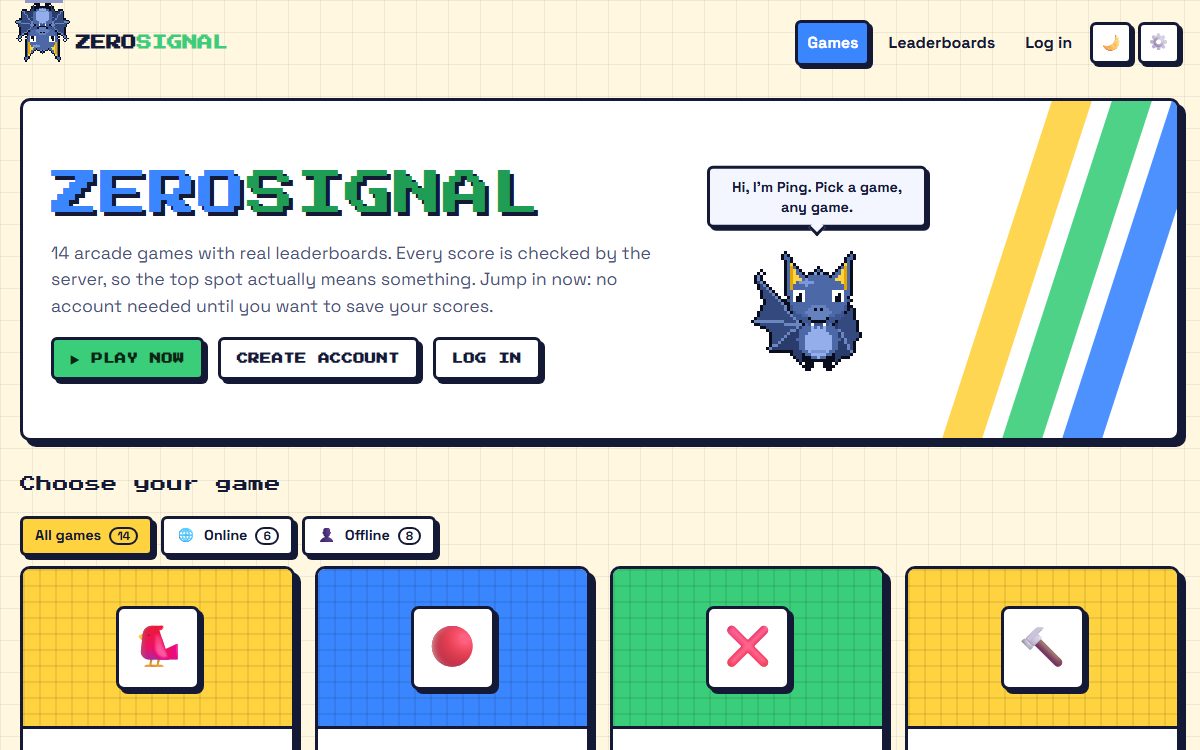 ZEROSIGNAL
Games
Leaderboards
Log in
ZEROSIGNAL
14 arcade games with real leaderboards. Every score is checked by the
server, so the top spot actually means something. Jump in now: no
account needed until you want to save your scores.
▶ PLAY NOW
CREATE ACCOUNT
LOG IN
Hi, I'm Ping. Pick a game,
any game.
Choose your game
All games 14
Online 6
Offline 8